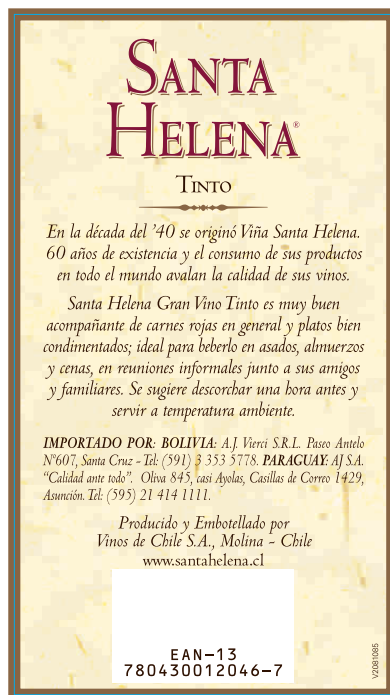 SANTA
HELENA®
TINTO
En la década del ’40 se originó Viña Santa Helena.
60 años de existencia y el consumo de sus productos
en todo el mundo avalan la calidad de sus vinos.
Santa Helena Gran Vino Tinto es muy buen
acompañante de carnes rojas en general y platos bien
condimentados; ideal para beberlo en asados, almuerzos
y cenas, en reuniones informales junto a sus amigos
y familiares. Se sugiere descorchar una hora antes y
servir a temperatura ambiente.
IMPORTADO POR: BOLIVIA: A.J. Vierci S.R.L. Paseo Antelo
Nº607, Santa Cruz - Tel: (591) 3 353 5778. PARAGUAY: AJ S.A.
“Calidad ante todo”. Oliva 845, casi Ayolas, Casillas de Correo 1429,
Asunción. Tel: (595) 21 414 1111.
Producido y Embotellado por
Vinos de Chile S.A., Molina - Chile
www.santahelena.cl
EAN-13
780430012046-7
V2081085